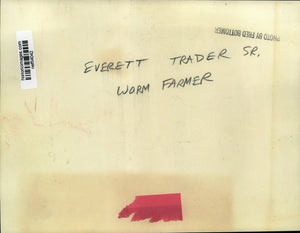 PHOTO BY FRED BOTTOMER
EVERETT TRADER SR.
WORM FARMER